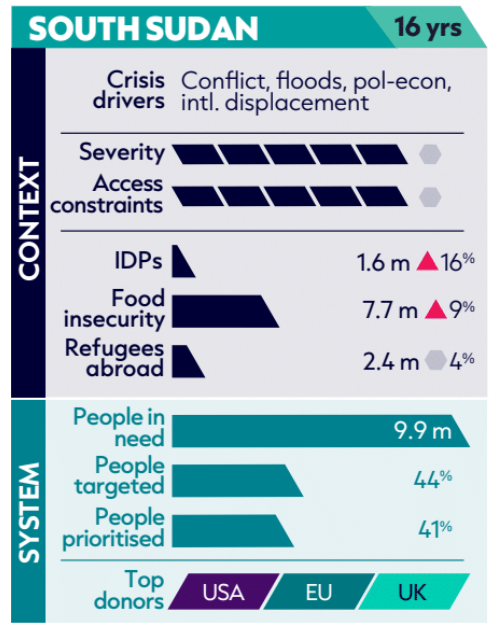 SOUTH SUDAN 16 yrs
CONTEXT
Crisis drivers Conflict, floods, pol-econ,
intl. displacement
Severity
Access
constraints
IDPs 1.6 m 16%
Food
insecurity 7.7 m 9%
Refugees
abroad 2.4 m 4%
SYSTEM
People in
need 9.9 m
People
targeted 44%
People
prioritised 41%
Top
donors USA EU UK